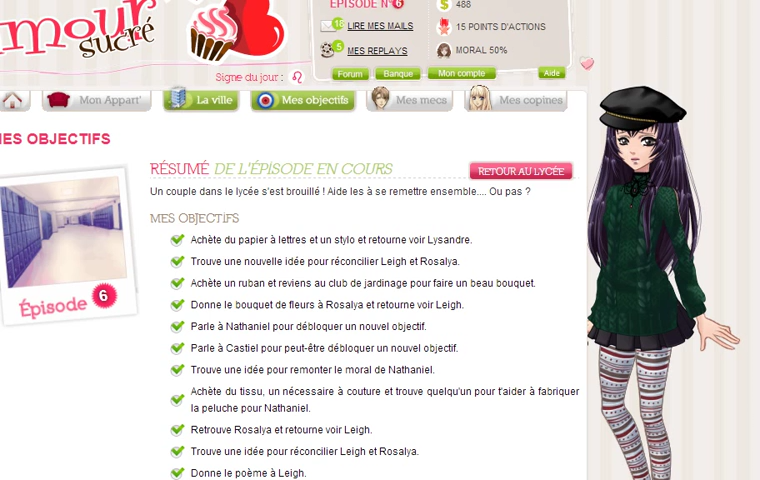 mour sucré
ÉPISODE N°6
488
18 LIRE MES MAILS
15 POINTS D'ACTIONS
5 MES REPLAYS
MORAL 50%
Signe du jour :
Forum
Banque
Mon compte
Aide
Mon Appart'
La ville
Mes objectifs
Mes mecs
Mes copines
MES OBJECTIFS
RÉSUMÉ DE L'ÉPISODE EN COURS
RETOUR AU LYCÉE
Un couple dans le lycée s'est brouillé ! Aide les à se remettre ensemble.... Ou pas ?
MES OBJECTIFS
Achète du papier à lettres et un stylo et retourne voir Lysandre.
Trouve une nouvelle idée pour réconcilier Leigh et Rosalya.
Achète un ruban et reviens au club de jardinage pour faire un beau bouquet.
Donne le bouquet de fleurs à Rosalya et retourne voir Leigh.
Parle à Nathaniel pour débloquer un nouvel objectif.
Parle à Castiel pour peut-être débloquer un nouvel objectif.
Trouve une idée pour remonter le moral de Nathaniel.
Achète du tissu, un nécessaire à couture et trouve quelqu'un pour t'aider à fabriquer
la peluche pour Nathaniel.
Retrouve Rosalya et retourne voir Leigh.
Trouve une idée pour réconcilier Leigh et Rosalya.
Donne le poème à Leigh.
Épisode 6